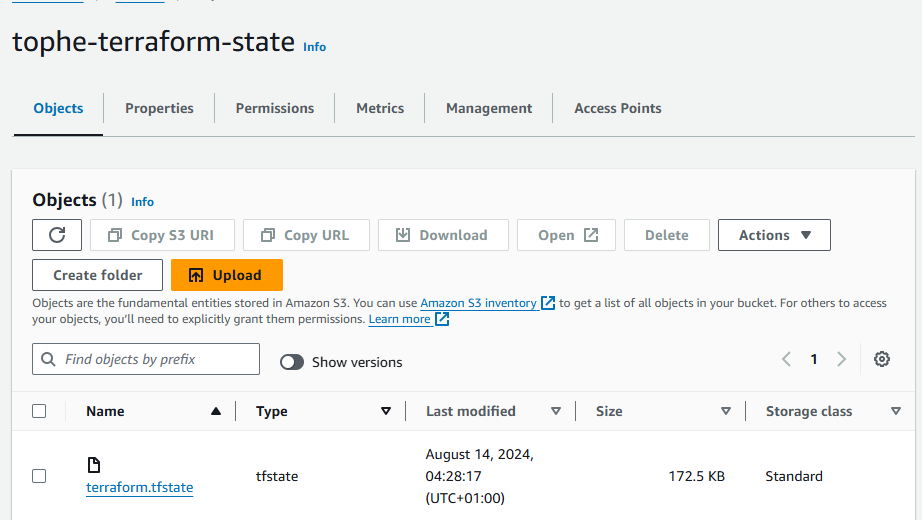 tophe-terraform-state Info
Objects Properties Permissions Metrics Management Access Points
Objects (1) Info
Copy S3 URI Copy URL Download Open Delete Actions
Create folder Upload
Objects are the fundamental entities stored in Amazon S3. You can use Amazon S3 inventory to get a list of all objects in your bucket. For others to access
your objects, you'll need to explicitly grant them permissions. Learn more
Find objects by prefix Show versions 1
Name Type Last modified Size Storage class
terraform.tfstate tfstate August 14, 2024,
04:28:17
(UTC+01:00) 172.5 KB Standard